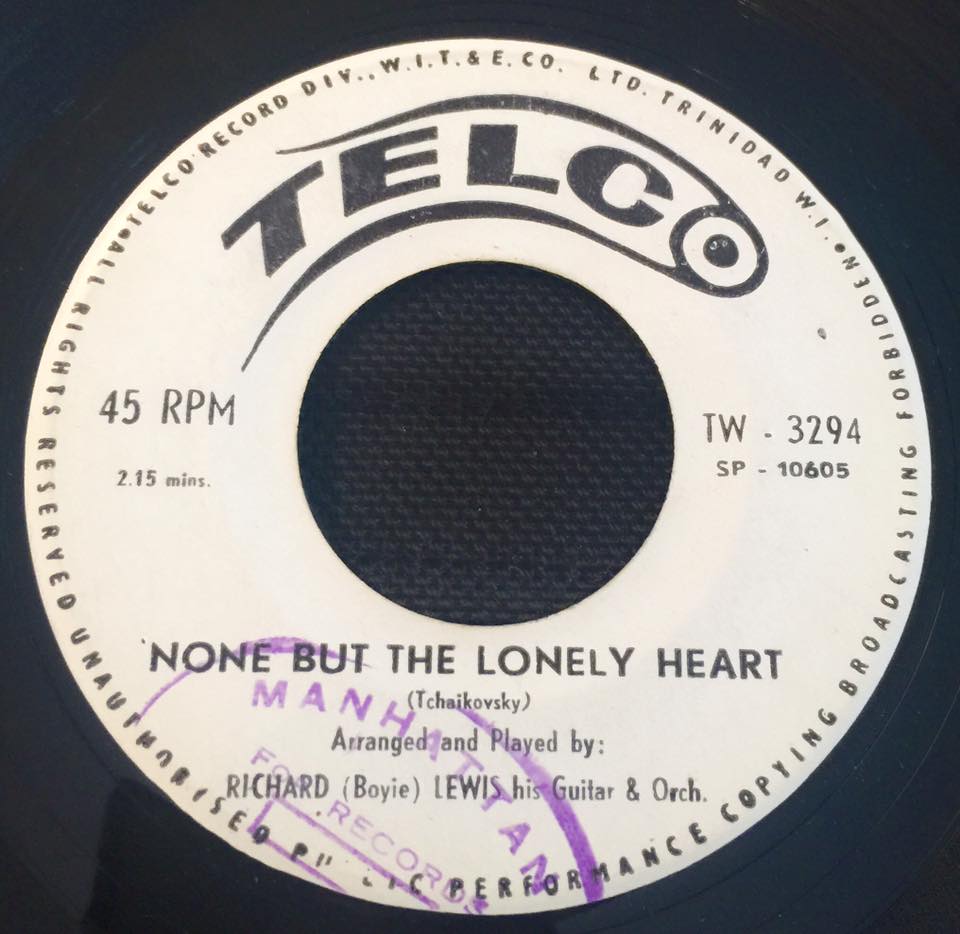 TELCO RECORD DIV., W.I.T. & E. CO. LTD. TRINIDAD W.I.
TELCO
45 RPM
2.15 mins.
TW - 3294
SP - 10605
NONE BUT THE LONELY HEART
(Tchaikovsky)
Arranged and Played by:
RICHARD (Boyie) LEWIS his Guitar & Orch.
MANHATTAN
FOR RECORDS
ALL RIGHTS RESERVED UNAUTHORISED PUBLIC PERFORMANCE COPYING BROADCASTING FORBIDDEN